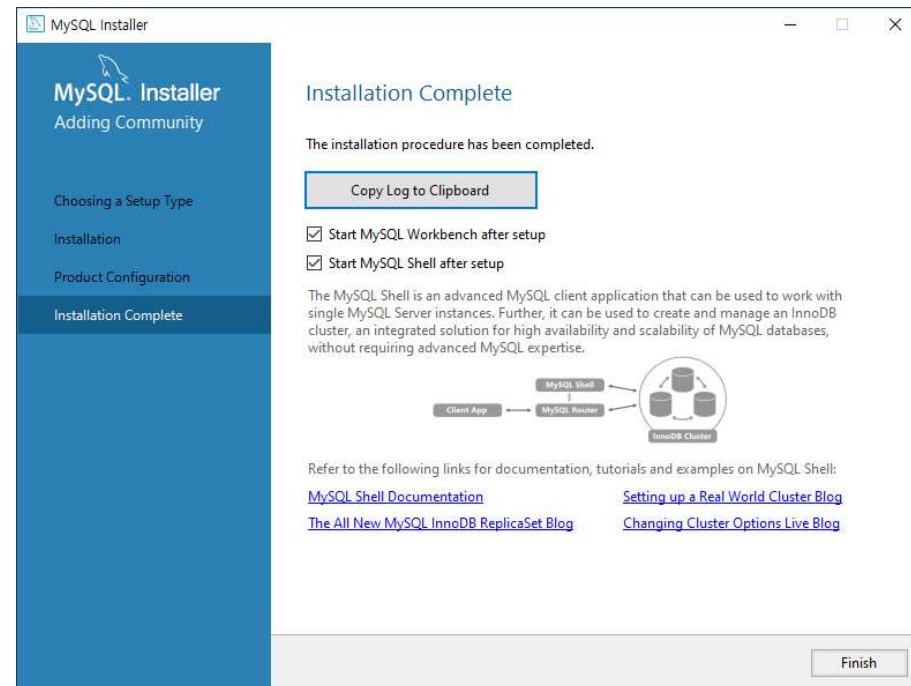 MySQL Installer
MySQL. Installer
Adding Community
Choosing a Setup Type
Installation
Product Configuration
Installation Complete
Installation Complete
The installation procedure has been completed.
Copy Log to Clipboard
Start MySQL Workbench after setup
Start MySQL Shell after setup
The MySQL Shell is an advanced MySQL client application that can be used to work with
single MySQL Server instances. Further, it can be used to create and manage an InnoDB
cluster, an integrated solution for high availability and scalability of MySQL databases,
without requiring advanced MySQL expertise.
MySQL Shell
Client App
MySQL Router
InnoDB Cluster
Refer to the following links for documentation, tutorials and examples on MySQL Shell:
MySQL Shell Documentation
Setting up a Real World Cluster Blog
The All New MySQL InnoDB ReplicaSet Blog
Changing Cluster Options Live Blog
Finish